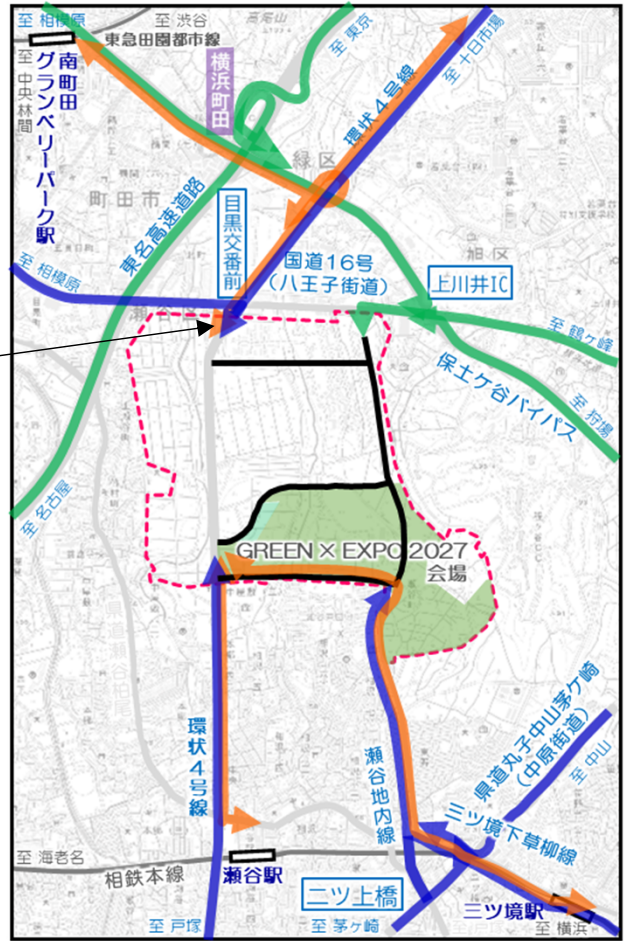 至 相模原
至 渋谷
東急田園都市線
至 中央林間
南町田
グランベリーパーク駅
横浜町田
至 東京
環状4号線
至 十日市場
緑区
町田市
東名高速道路
目黒交番前
国道16号
(八王子街道)
旭区
上川井IC
至 相模原
瀬谷区
至 鶴ヶ峰
保土ケ谷バイパス
至 狩場
至 名古屋
GREEN × EXPO 2027
会場
環状4号線
瀬谷地内線
県道丸子中山茅ケ崎
(中原街道)
至 中山
三ツ境下草柳線
至 海老名
相鉄本線
瀬谷駅
二ツ上橋
三ツ境駅
至 横浜
至 戸塚
至 茅ヶ崎